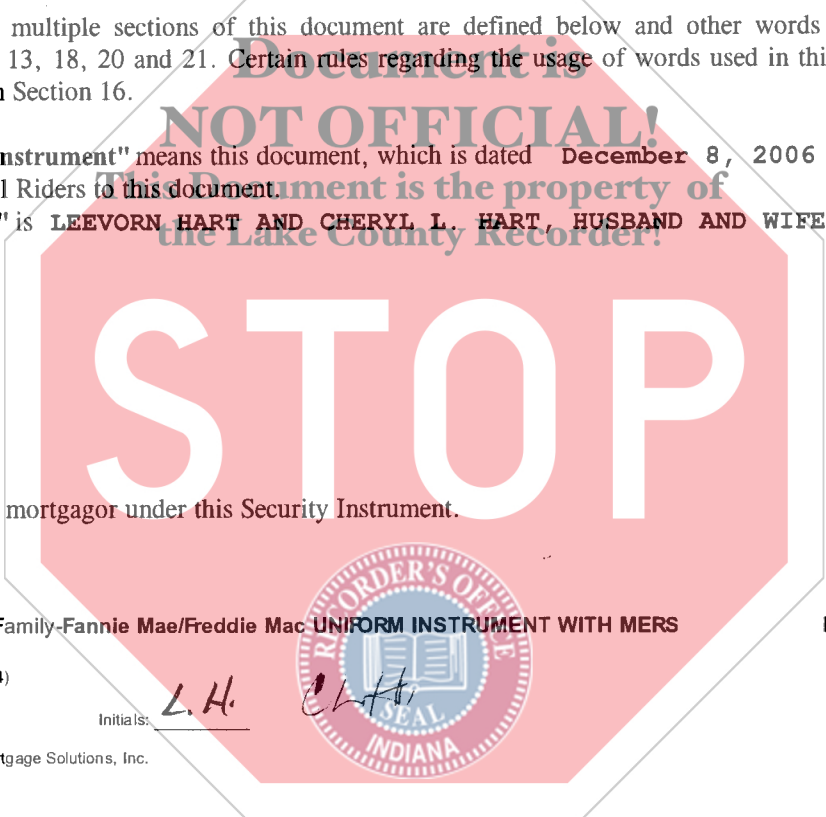 multiple sections of this document are defined below and other words
13, 18, 20 and 21. Certain rules regarding the usage of words used in thi
Section 16.
Document is
NOT OFFICIAL!
This Document is the property of
the Lake County Recorder!
nstrument" means this document, which is dated December 8, 2006
l Riders to this document.
" is LEEVORN HART AND CHERYL L. HART, HUSBAND AND WIFE
STOP
mortgagor under this Security Instrument.
RECORDER'S OFFICE
SEAL
INDIANA
Family-Fannie Mae/Freddie Mac UNIFORM INSTRUMENT WITH MERS
)
Initials: L.H. CLH
tgage Solutions, Inc.